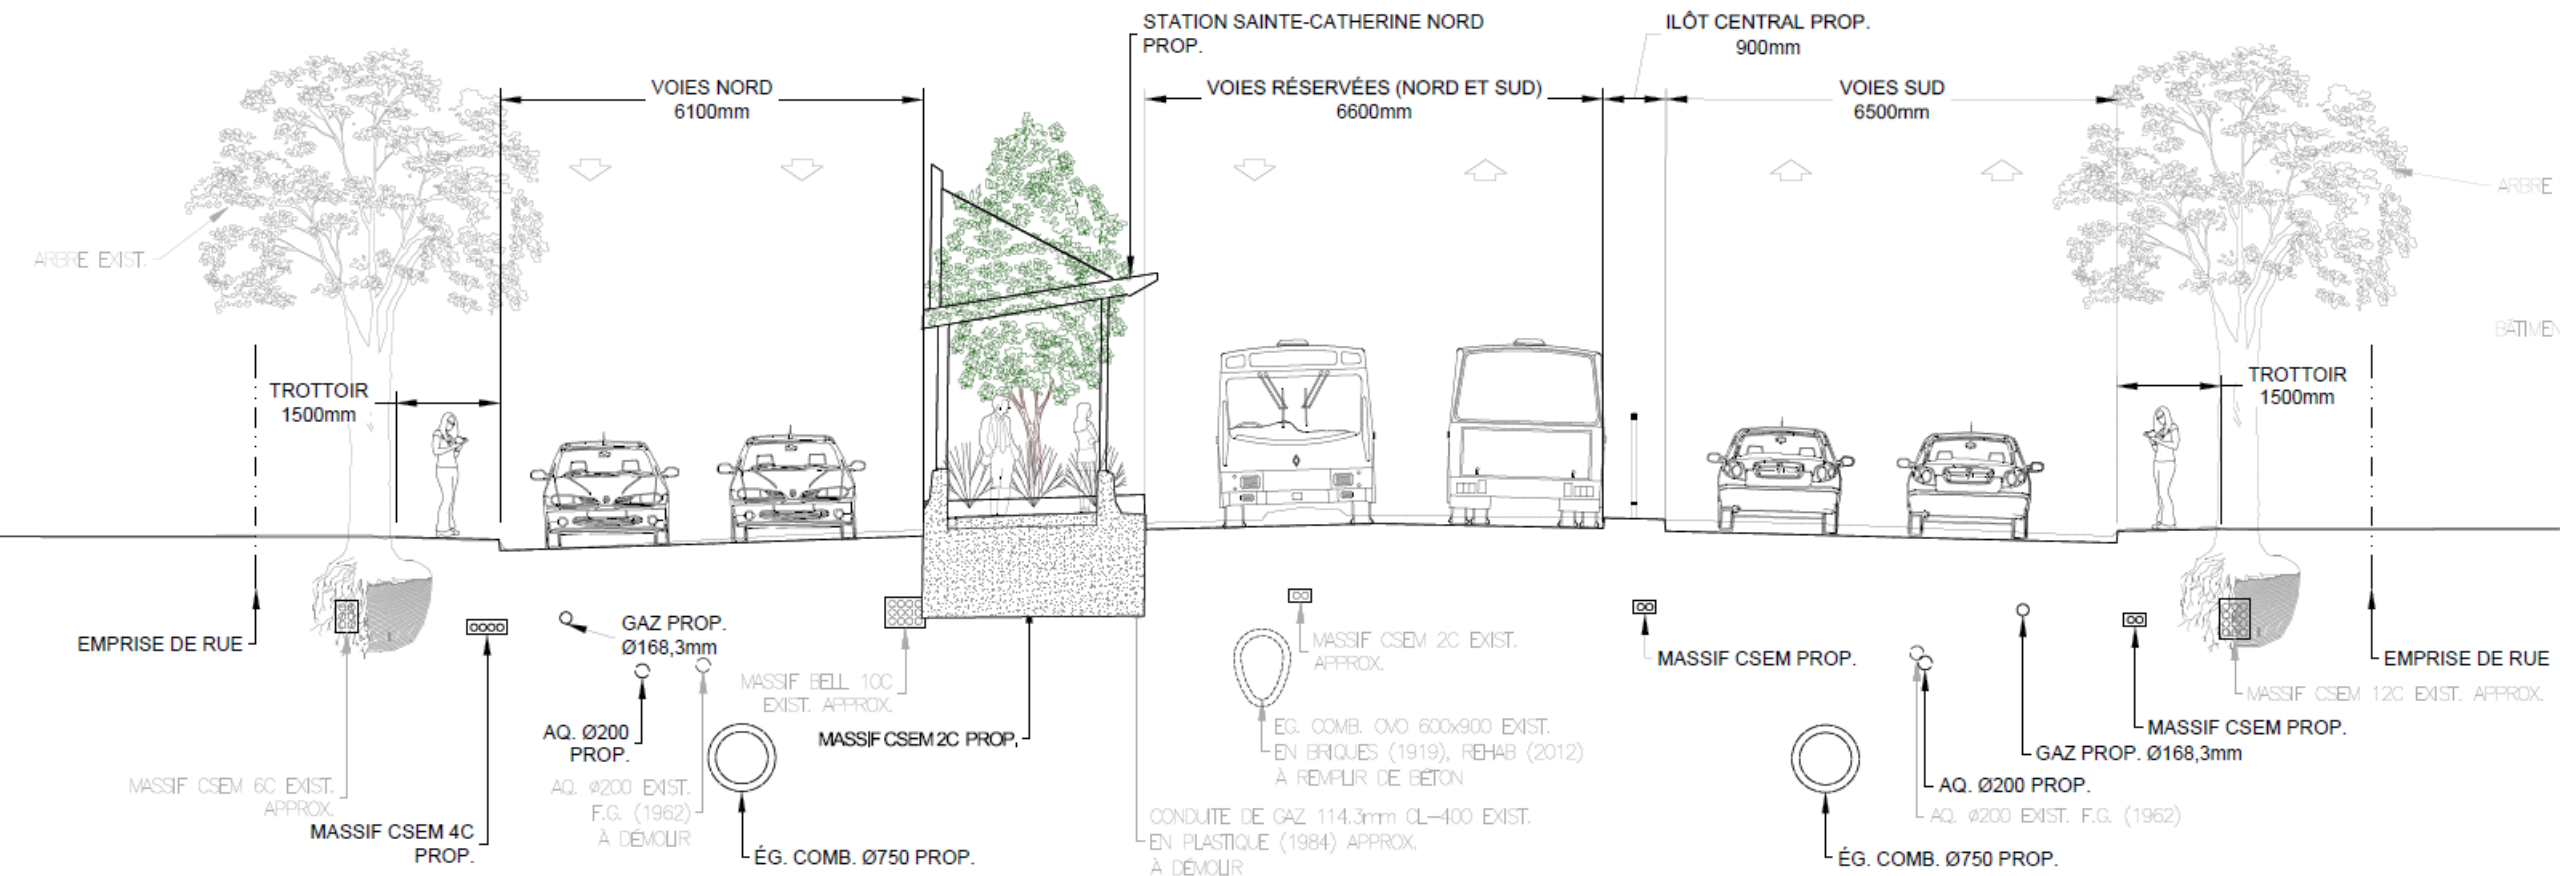 STATION SAINTE-CATHERINE NORD
PROP.
ILÔT CENTRAL PROP.
900mm
VOIES NORD
6100mm
VOIES RÉSERVÉES (NORD ET SUD)
6600mm
VOIES SUD
6500mm
ARBRE EXIST.
ARBRE
BÂTIMEN
TROTTOIR
1500mm
TROTTOIR
1500mm
EMPRISE DE RUE
GAZ PROP.
Ø168,3mm
MASSIF CSEM 2C EXIST.
APPROX.
MASSIF CSEM PROP.
EMPRISE DE RUE
MASSIF BELL 10C
EXIST. APPROX.
MASSIF CSEM 12C EXIST. APPROX.
AQ. Ø200
PROP.
MASSIF CSEM 2C PROP.
EG. COMB. OVO 600x900 EXIST.
EN BRIQUES (1919), REHAB (2012)
À REMPLIR DE BÉTON
MASSIF CSEM PROP.
GAZ PROP. Ø168,3mm
MASSIF CSEM 6C EXIST.
APPROX.
AQ. Ø200 EXIST.
F.G. (1962)
À DÉMOLIR
AQ. Ø200 PROP.
AQ. Ø200 EXIST. F.G. (1962)
MASSIF CSEM 4C
PROP.
ÉG. COMB. Ø750 PROP.
CONDUITE DE GAZ 114.3mm CL-400 EXIST.
EN PLASTIQUE (1984) APPROX.
À DÉMOLIR
ÉG. COMB. Ø750 PROP.